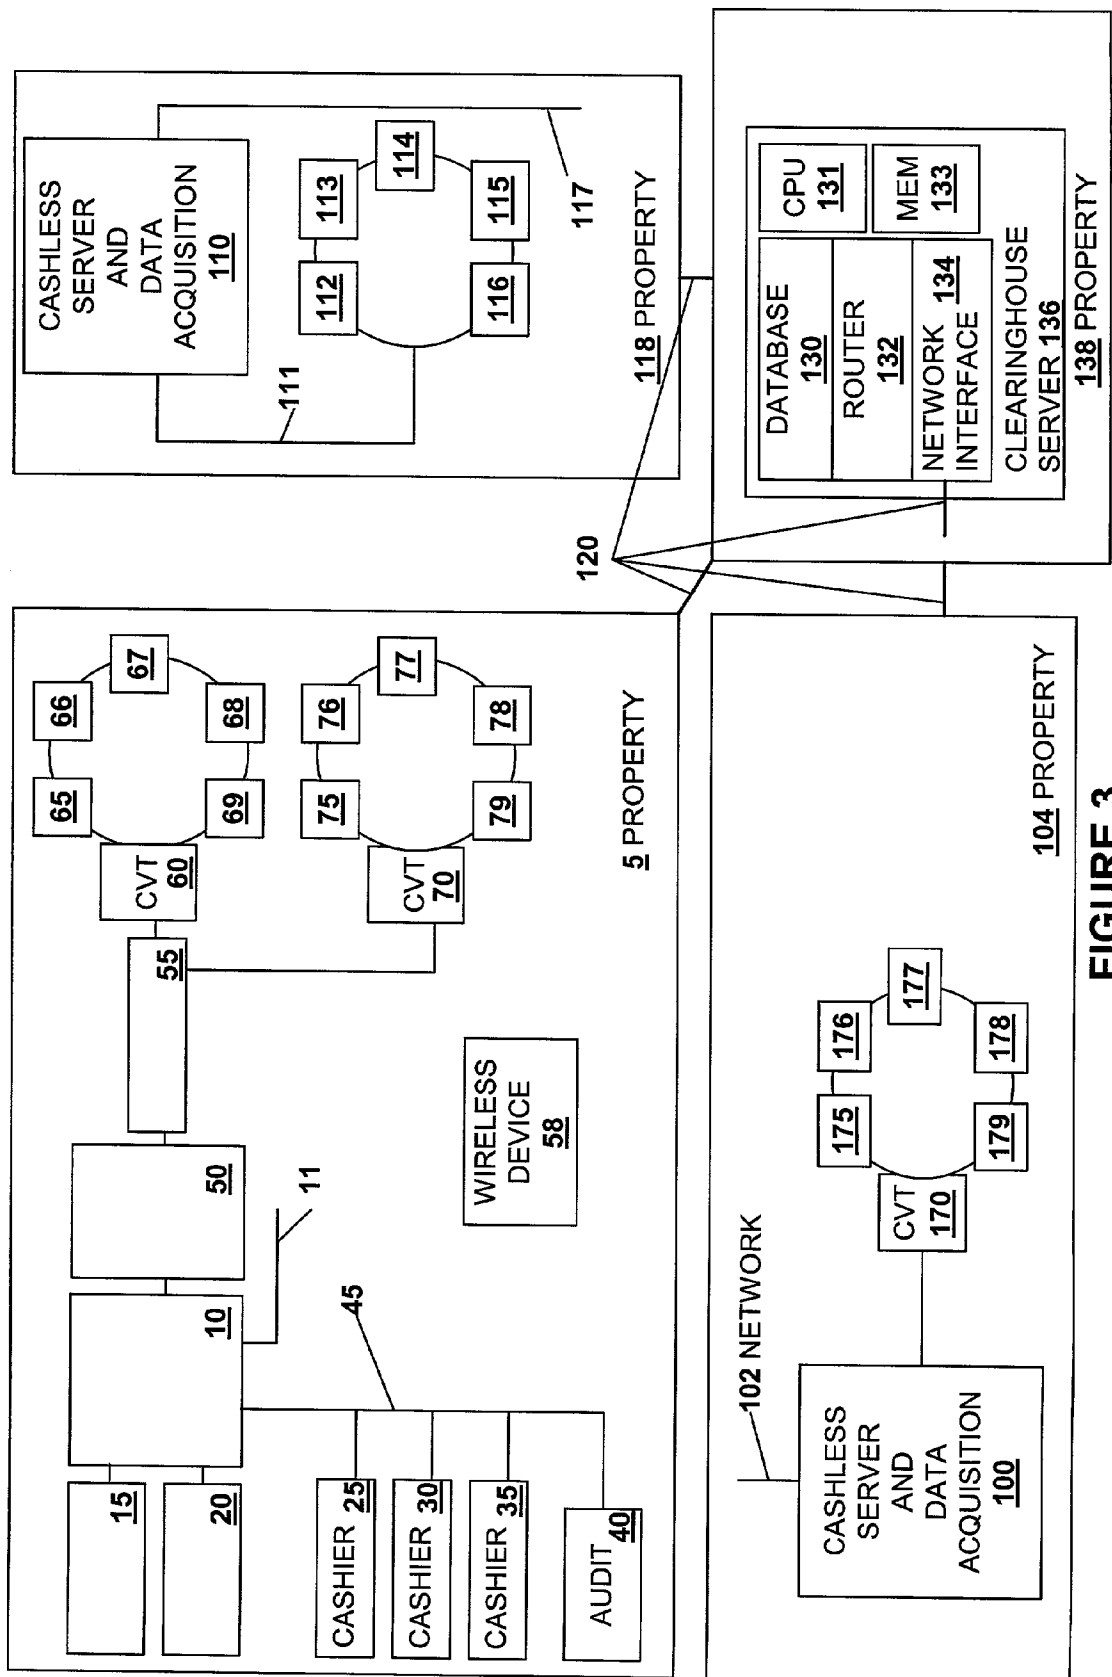 15
20
10
50
55
CVT
60
65
66
67
68
69
CVT
70
75
76
77
78
79
11
45
CASHIER 25
CASHIER 30
CASHIER 35
AUDIT 40
WIRELESS
DEVICE
58
5 PROPERTY
CASHLESS
SERVER
AND
DATA
ACQUISITION
110
111
112
113
114
115
116
117
118 PROPERTY
120
102 NETWORK
CASHLESS
SERVER
AND
DATA
ACQUISITION
100
CVT
170
175
176
177
178
179
104 PROPERTY
DATABASE
130
ROUTER
132
NETWORK
INTERFACE 134
CPU
131
MEM
133
CLEARINGHOUSE
SERVER 136
138 PROPERTY
FIGURE 3